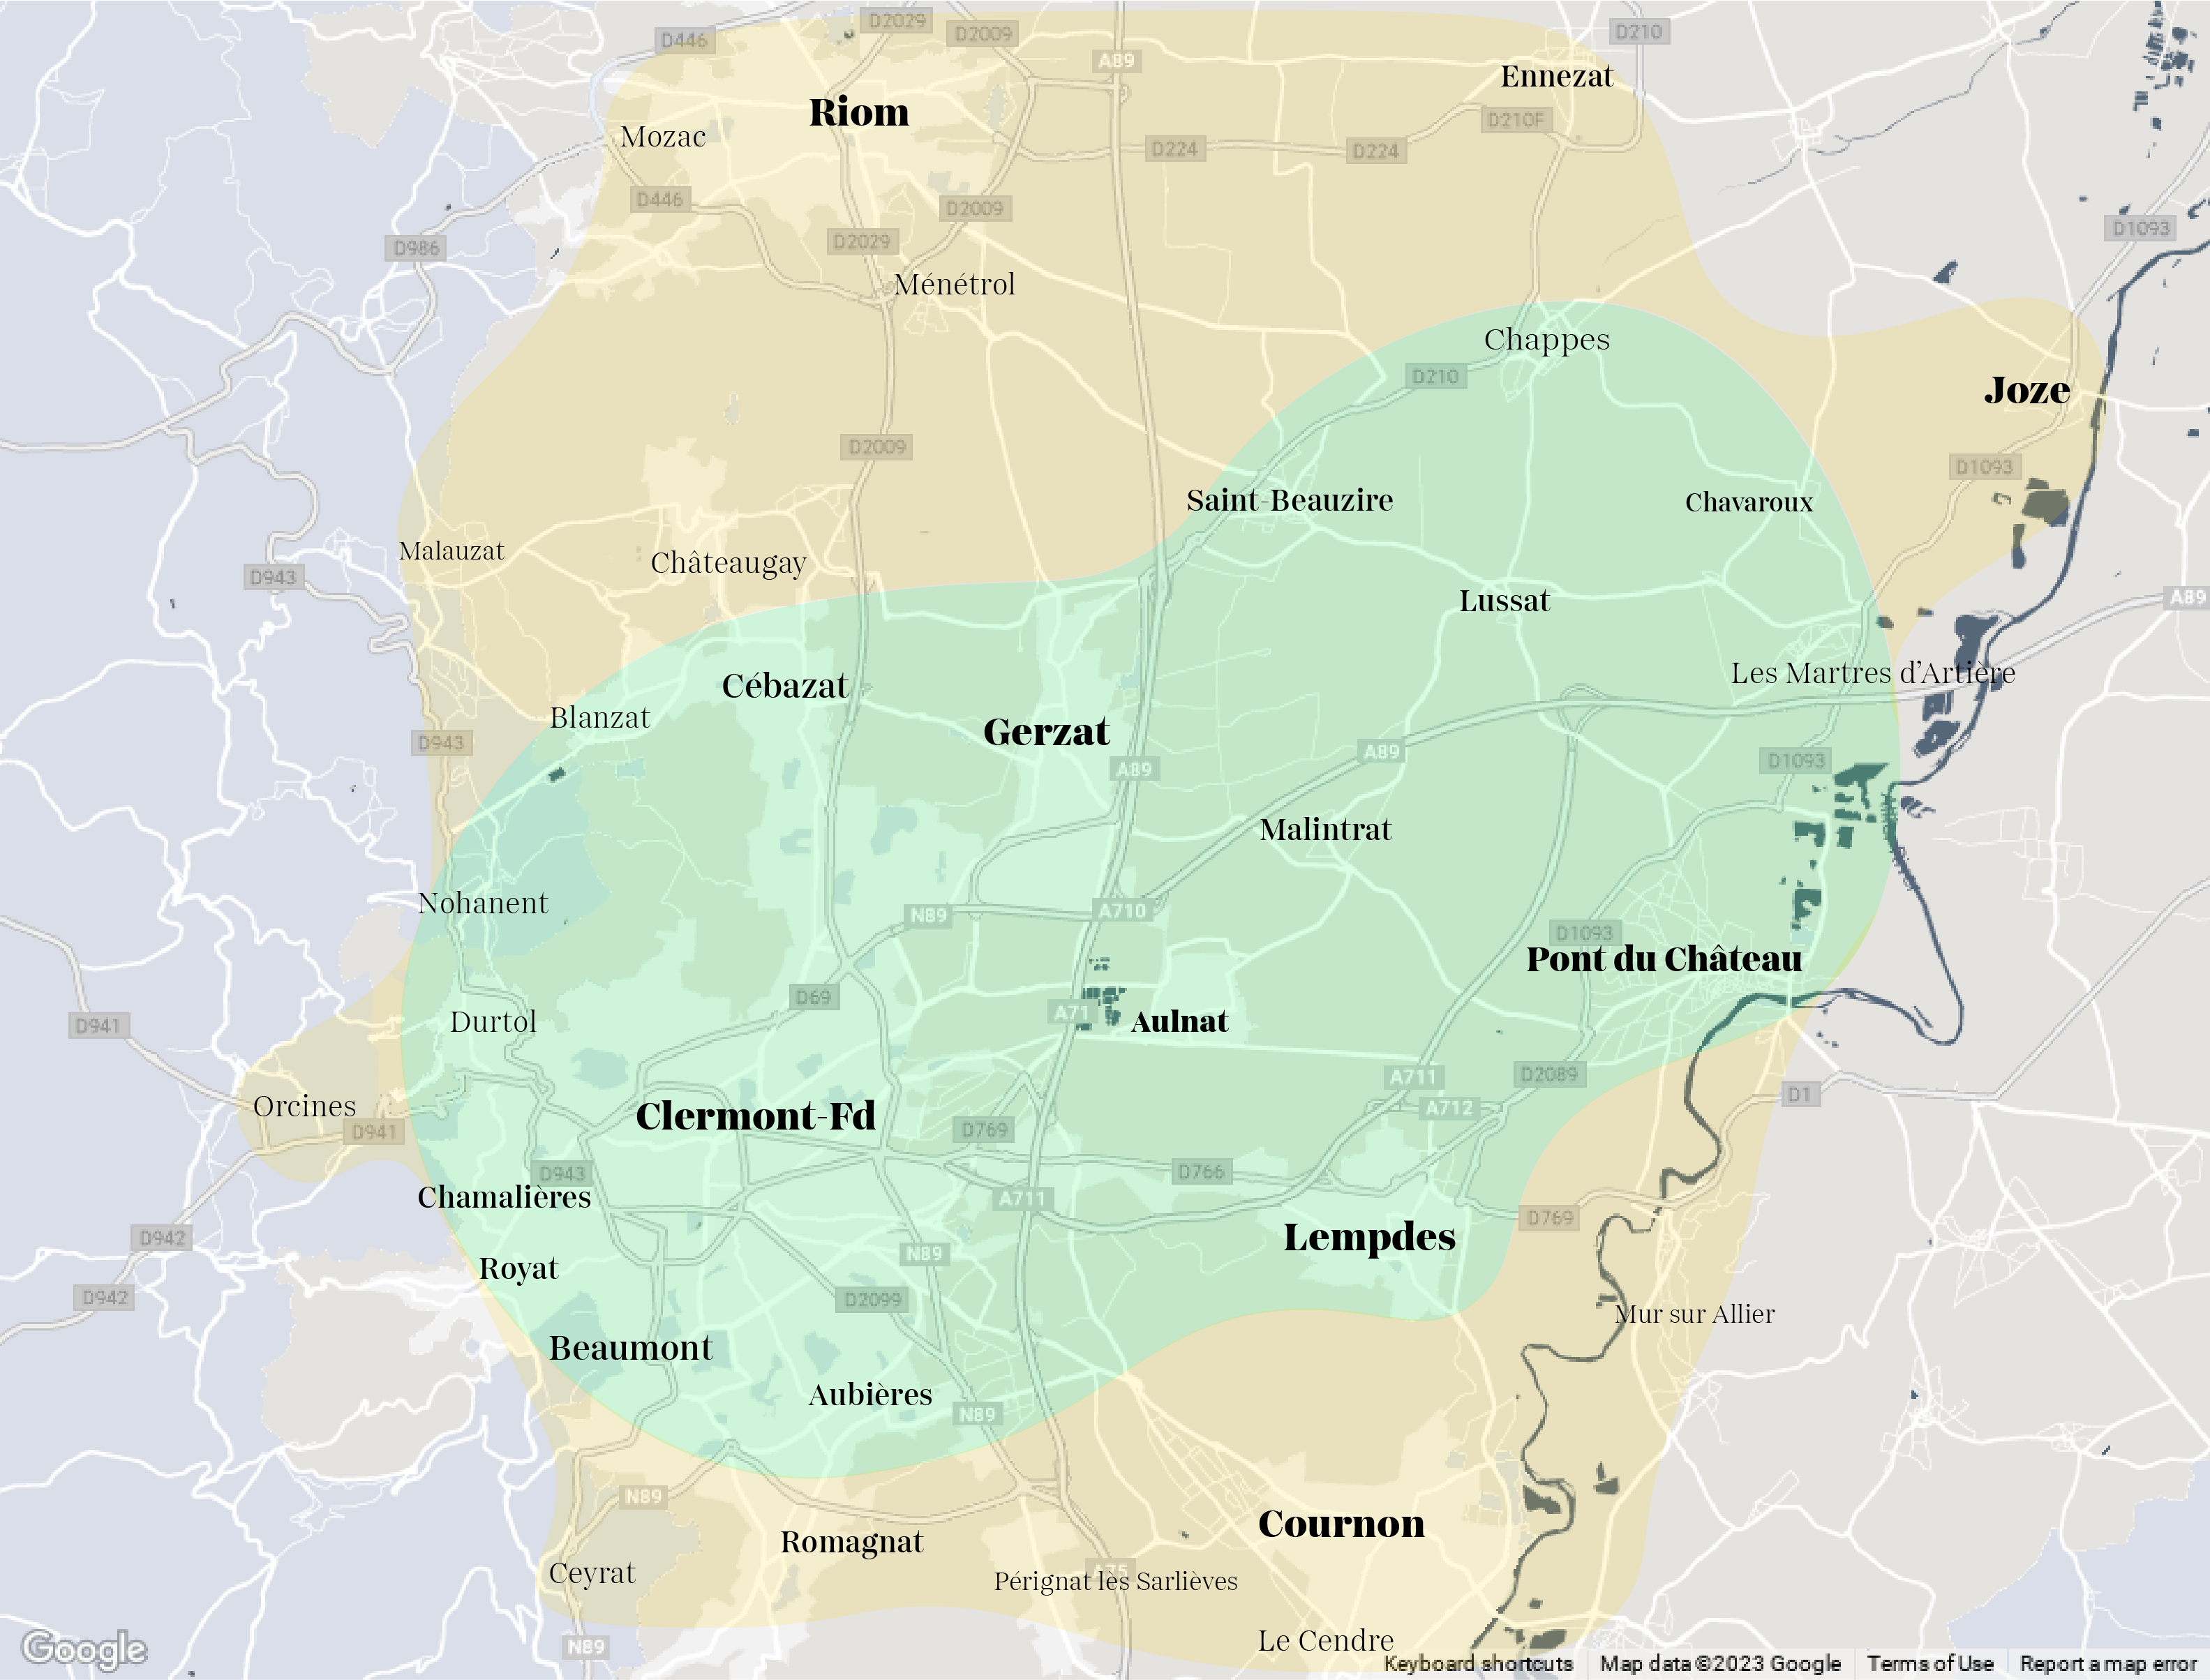 D2029
D446
D2009
D210
A89
Ennezat
Riom
D210F
Mozac
D224
D224
D446
D2009
D1093
D2029
D986
Ménétrol
Chappes
D210
Joze
D2009
D1093
Saint-Beauzire
Chavaroux
Malauzat
Châteaugay
D943
A89
Lussat
Les Martres d'Artière
Cébazat
Blanzat
Gerzat
D943
A89
A89
D1093
Malintrat
Allier River
Nohanent
N89
A710
D1093
Pont du Château
D69
A71
Aulnat
Durtol
D941
A711
D2089
D1
Orcines
Clermont-Fd
A712
D941
D769
D943
D766
Chamalières
A711
D769
D942
Lempdes
N89
Royat
D942
D2099
Mur sur Allier
Beaumont
Aubières
N89
N89
Cournon
Romagnat
Ceyrat
A75
Pérignat lès Sarlièves
Le Cendre
N89
Google
Keyboard shortcuts
Map data ©2023 Google
Terms of Use
Report a map error